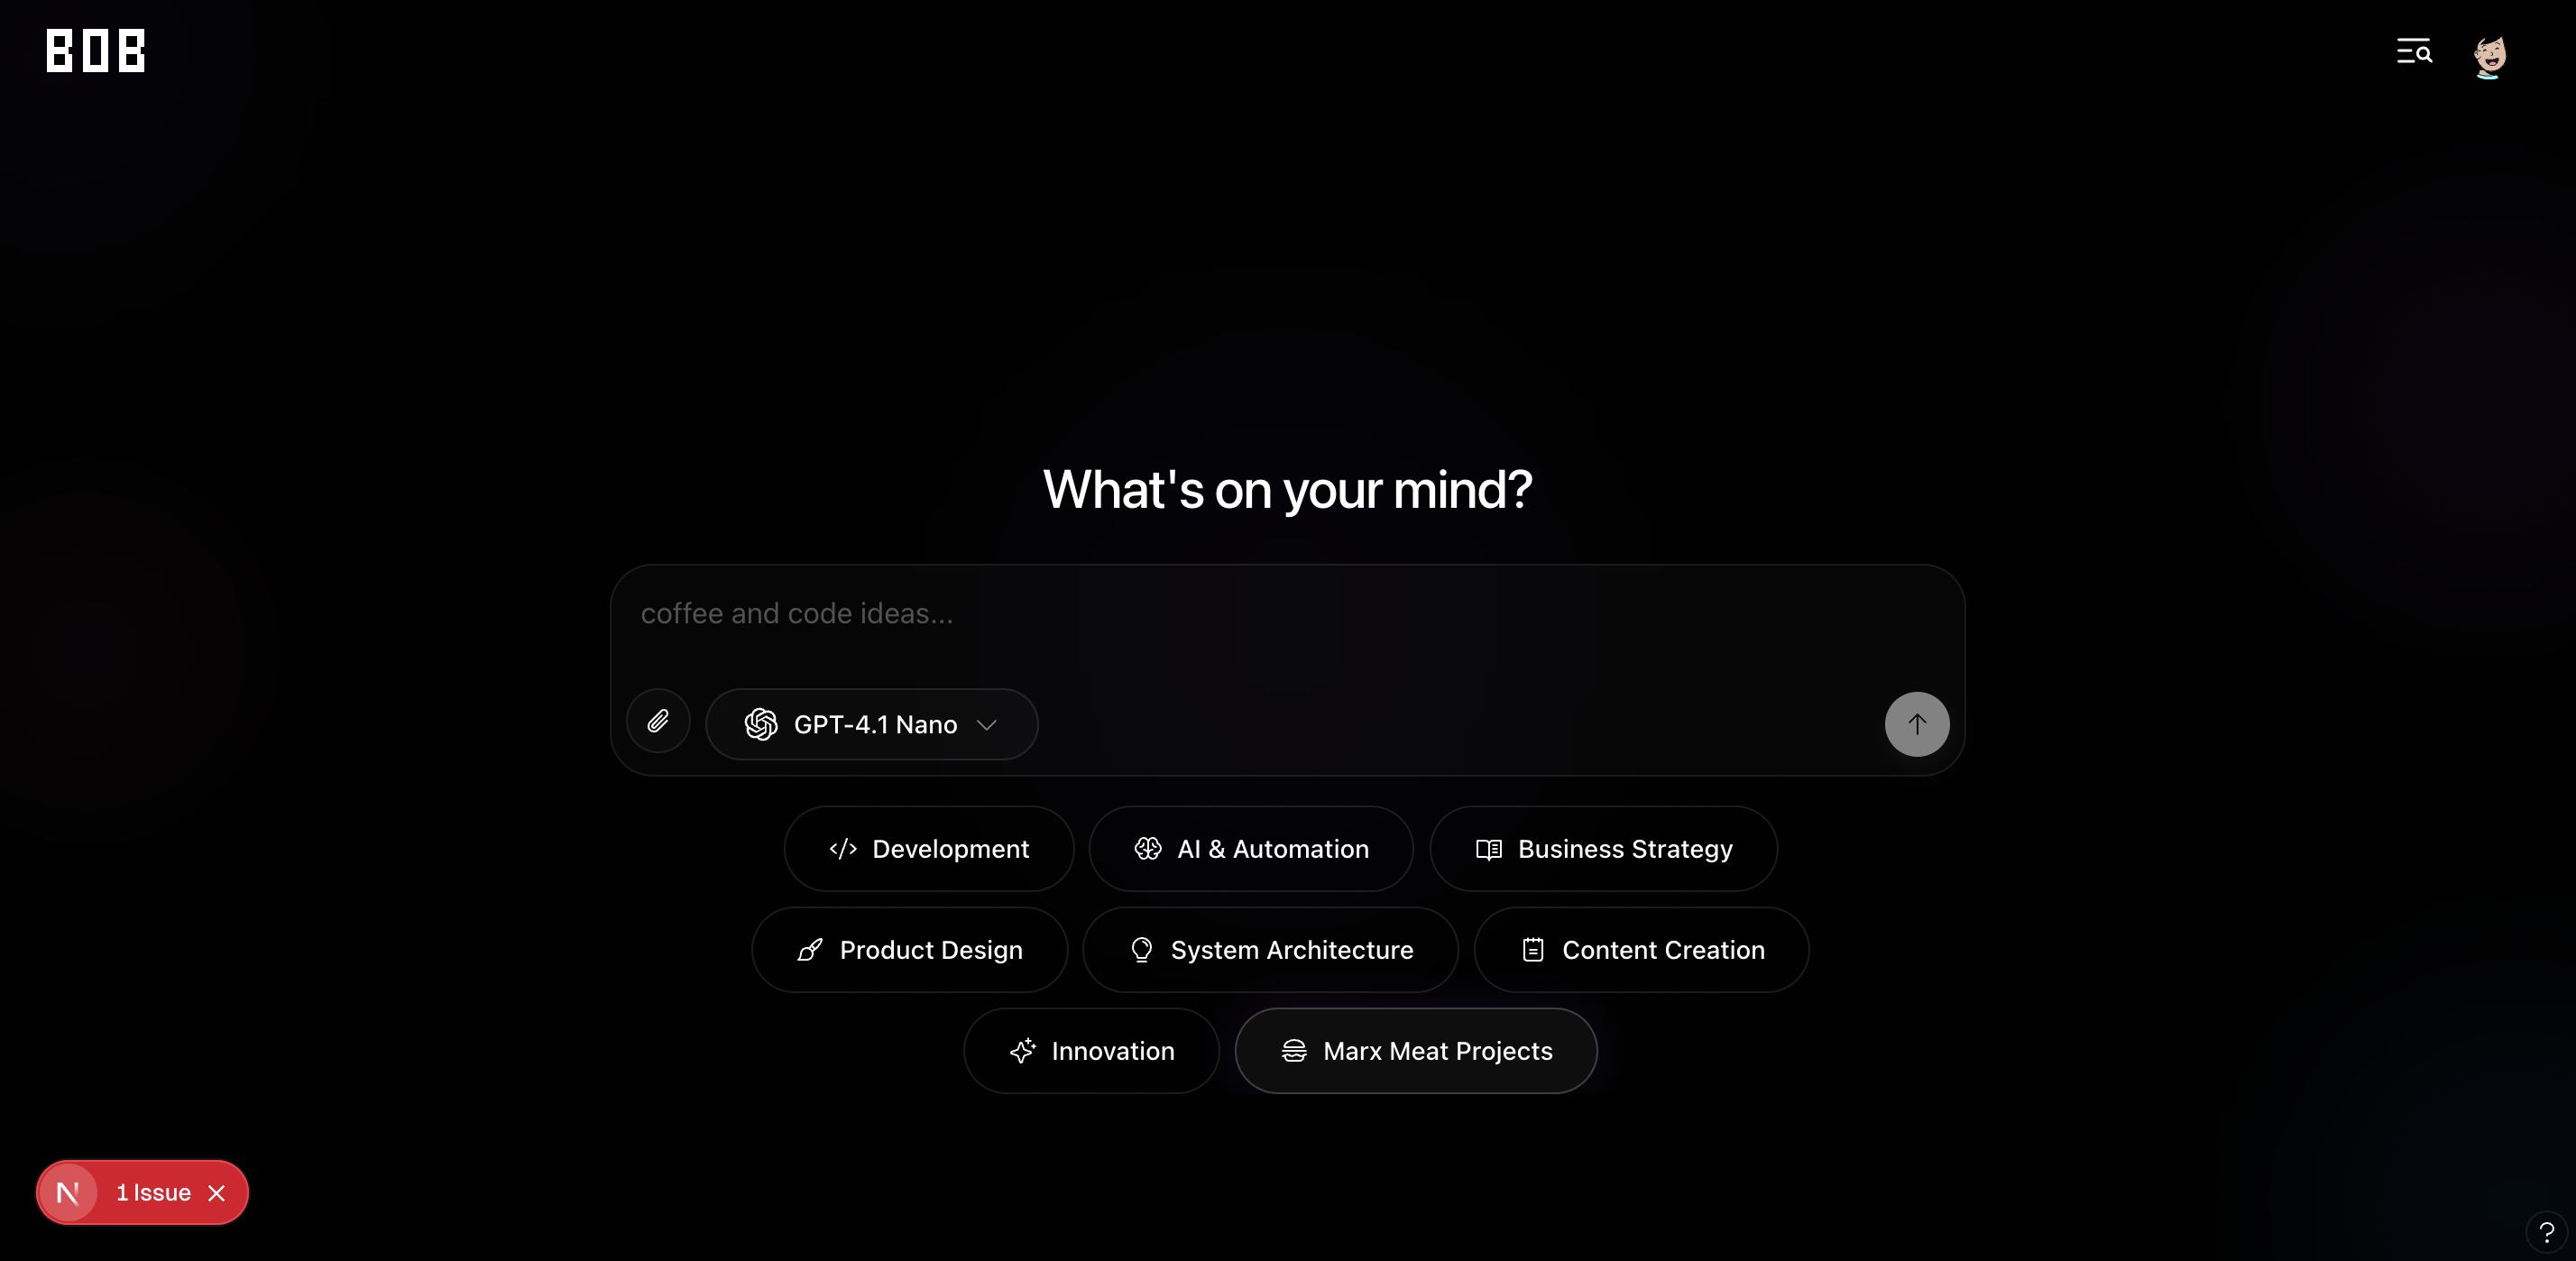 BOB
What's on your mind?
coffee and code ideas...
GPT-4.1 Nano
Development
AI & Automation
Business Strategy
Product Design
System Architecture
Content Creation
Innovation
Marx Meat Projects
N 1 Issue
?